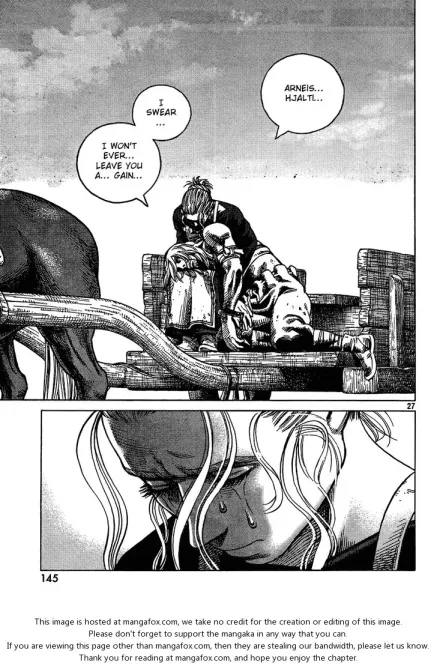 ARNEIS...
HJALTI...
I
SWEAR
...
I WON'T
EVER...
LEAVE YOU
A... GAIN...
27
145
This image is hosted at mangafox.com, we take no credit for the creation or editing of this image.
Please don't forget to support the mangaka in any way that you can.
If you are viewing this page other than mangafox.com, then they are stealing our bandwidth, please let us know.
Thank you for reading at mangafox.com, and hope you enjoy the chapter.